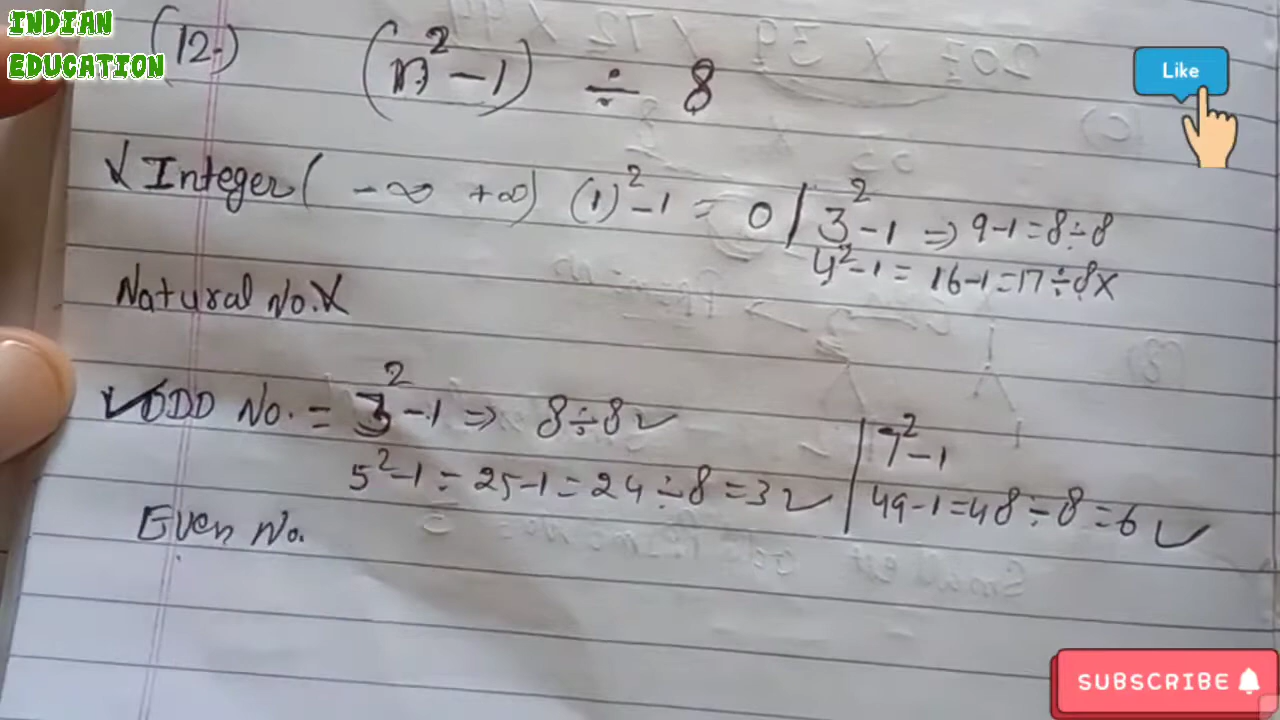 INDIAN
EDUCATION
Like
(12.) (n²-1) ÷ 8
✓ Integer ( -∞ +∞) (1)²-1 = 0 | 3²-1 ⇒ 9-1=8÷8
4²-1 = 16-1=17÷8X
Natural No. X
✓ ODD No. = 3²-1 ⇒ 8÷8✓
7²-1
5²-1 = 25-1=24÷8=3✓ 49-1=48÷8=6✓
Even No.
SUBSCRIBE